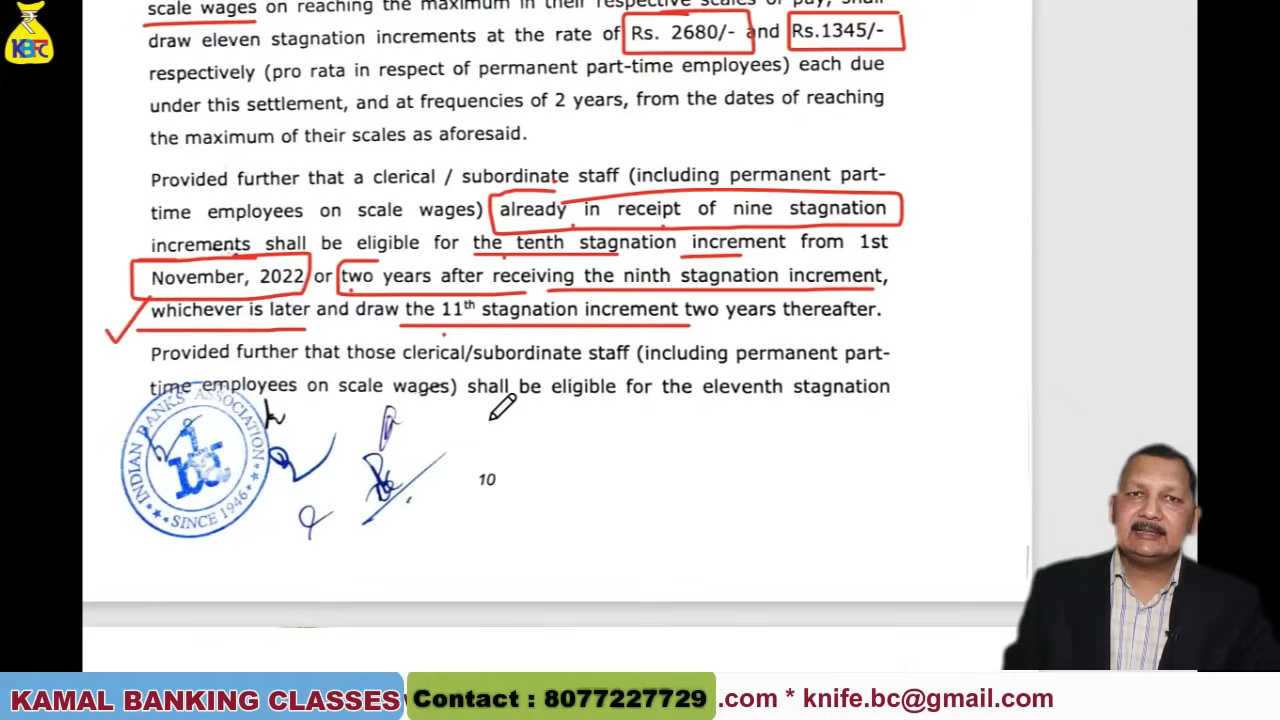 ₹
KBC
scale wages on reaching the maximum in their respective scales of pay, shall
draw eleven stagnation increments at the rate of Rs. 2680/- and Rs.1345/-
respectively (pro rata in respect of permanent part-time employees) each due
under this settlement, and at frequencies of 2 years, from the dates of reaching
the maximum of their scales as aforesaid.
Provided further that a clerical / subordinate staff (including permanent part-
time employees on scale wages) already in receipt of nine stagnation
increments shall be eligible for the tenth stagnation increment from 1st
November, 2022 or two years after receiving the ninth stagnation increment,
whichever is later and draw the 11th stagnation increment two years thereafter.
Provided further that those clerical/subordinate staff (including permanent part-
time employees on scale wages) shall be eligible for the eleventh stagnation
INDIAN BANKS' ASSOCIATION
SINCE 1946
10
KAMAL BANKING CLASSES
Contact : 8077227729
.com * knife.bc@gmail.com